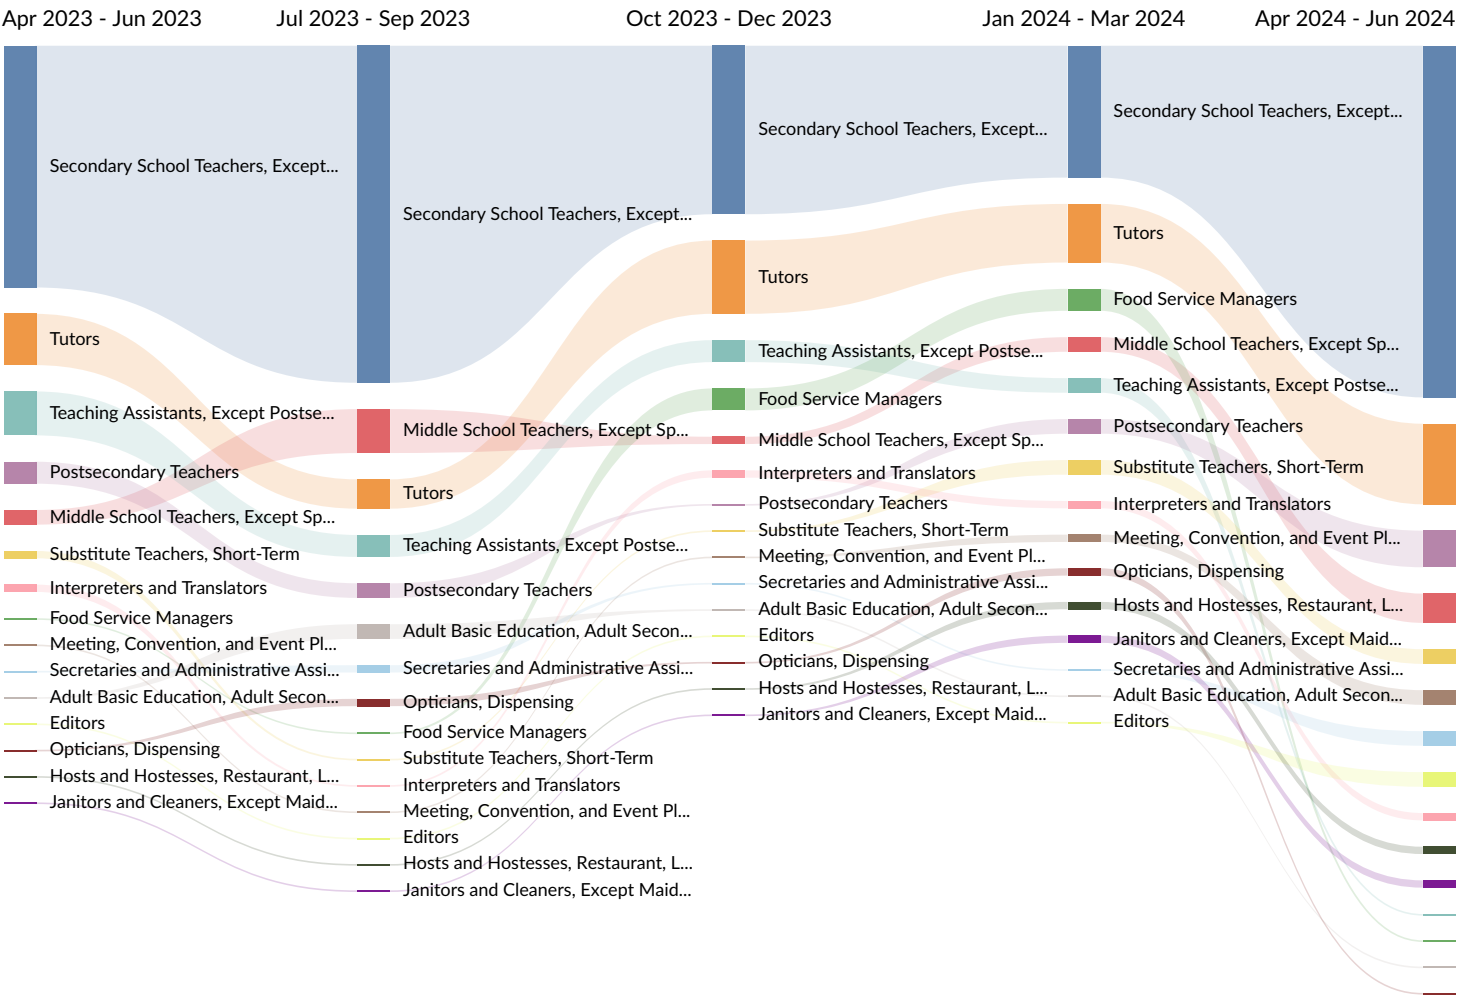 Apr 2023 - Jun 2023
Jul 2023 - Sep 2023
Oct 2023 - Dec 2023
Jan 2024 - Mar 2024
Apr 2024 - Jun 2024
Secondary School Teachers, Except...
Tutors
Teaching Assistants, Except Postse...
Postsecondary Teachers
Middle School Teachers, Except Sp...
Substitute Teachers, Short-Term
Interpreters and Translators
Food Service Managers
Meeting, Convention, and Event Pl...
Secretaries and Administrative Assi...
Adult Basic Education, Adult Secon...
Editors
Opticians, Dispensing
Hosts and Hostesses, Restaurant, L...
Janitors and Cleaners, Except Maid...
Secondary School Teachers, Except...
Middle School Teachers, Except Sp...
Tutors
Teaching Assistants, Except Postse...
Postsecondary Teachers
Adult Basic Education, Adult Secon...
Secretaries and Administrative Assi...
Opticians, Dispensing
Food Service Managers
Substitute Teachers, Short-Term
Interpreters and Translators
Meeting, Convention, and Event Pl...
Editors
Hosts and Hostesses, Restaurant, L...
Janitors and Cleaners, Except Maid...
Secondary School Teachers, Except...
Tutors
Teaching Assistants, Except Postse...
Food Service Managers
Middle School Teachers, Except Sp...
Interpreters and Translators
Postsecondary Teachers
Substitute Teachers, Short-Term
Meeting, Convention, and Event Pl...
Secretaries and Administrative Assi...
Adult Basic Education, Adult Secon...
Editors
Opticians, Dispensing
Hosts and Hostesses, Restaurant, L...
Janitors and Cleaners, Except Maid...
Secondary School Teachers, Except...
Tutors
Food Service Managers
Middle School Teachers, Except Sp...
Teaching Assistants, Except Postse...
Postsecondary Teachers
Substitute Teachers, Short-Term
Interpreters and Translators
Meeting, Convention, and Event Pl...
Opticians, Dispensing
Hosts and Hostesses, Restaurant, L...
Janitors and Cleaners, Except Maid...
Secretaries and Administrative Assi...
Adult Basic Education, Adult Secon...
Editors